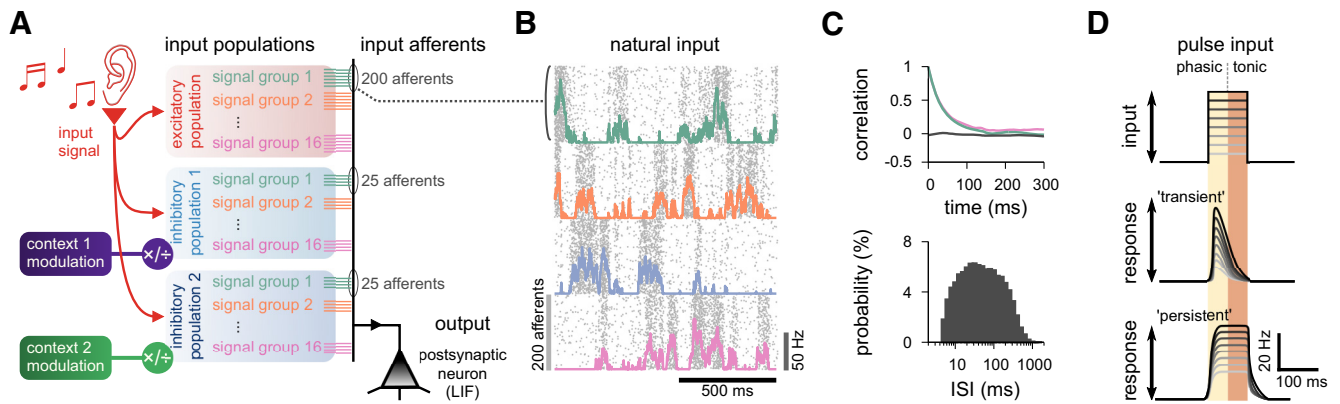 A
input populations
input afferents
input
signal
excitatory
population
signal group 1
signal group 2
...
signal group 16
200 afferents
inhibitory
population 1
signal group 1
signal group 2
...
signal group 16
25 afferents
context 1
modulation
×/÷
inhibitory
population 2
signal group 1
signal group 2
...
signal group 16
25 afferents
context 2
modulation
×/÷
output
postsynaptic
neuron
(LIF)
B
natural input
200 afferents
50 Hz
500 ms
C
correlation
1
0.5
0
-0.5
0
100
200
300
time (ms)
probability (%)
8
4
0
10
100
1000
ISI (ms)
D
pulse input
phasic
tonic
input
'transient'
response
'persistent'
response
20 Hz
100 ms